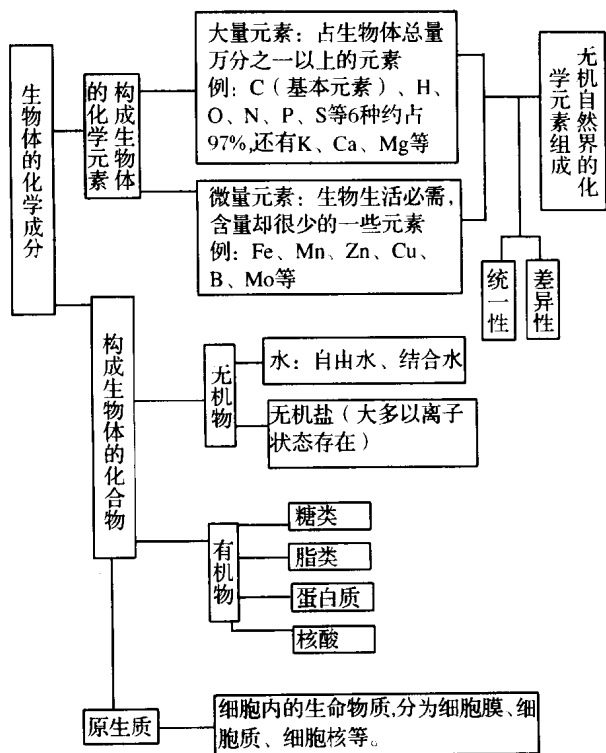 生物体的化学成分
构成生物体
的化学元素
大量元素：占生物体总量
万分之一以上的元素
例：C（基本元素）、H、
O、N、P、S等6种约占
97%,还有K、Ca、Mg等
微量元素：生物生活必需，
含量却很少的一些元素
例：Fe、Mn、Zn、Cu、
B、Mo等
无机自然界的化
学元素组成
统一性
差异性
构成生物体的化合物
无机物
水：自由水、结合水
无机盐（大多以离子
状态存在）
有机物
糖类
脂类
蛋白质
核酸
原生质
细胞内的生命物质,分为细胞膜、细
胞质、细胞核等。